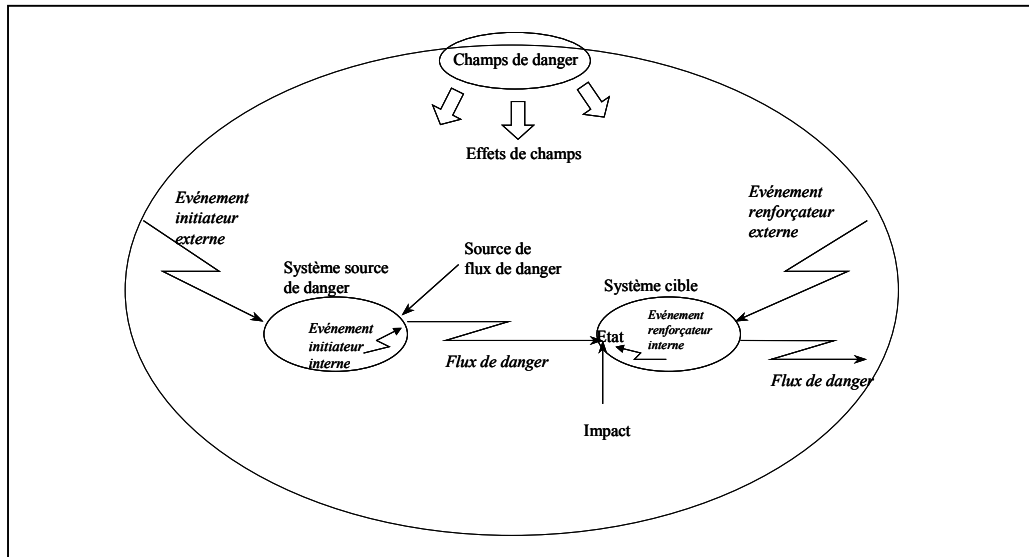 Champs de danger
Effets de champs
Evénement
initiateur
externe
Evénement
renforçateur
externe
Source de
flux de danger
Système source
de danger
Système cible
Evénement
initiateur
interne
Etat
Evénement
renforçateur
interne
Flux de danger
Flux de danger
Impact